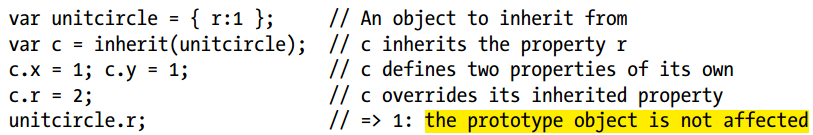 var unitcircle = { r:1 };     // An object to inherit from
var c = inherit(unitcircle);  // c inherits the property r
c.x = 1; c.y = 1;             // c defines two properties of its own
c.r = 2;                      // c overrides its inherited property
unitcircle.r;                 // => 1: the prototype object is not affected